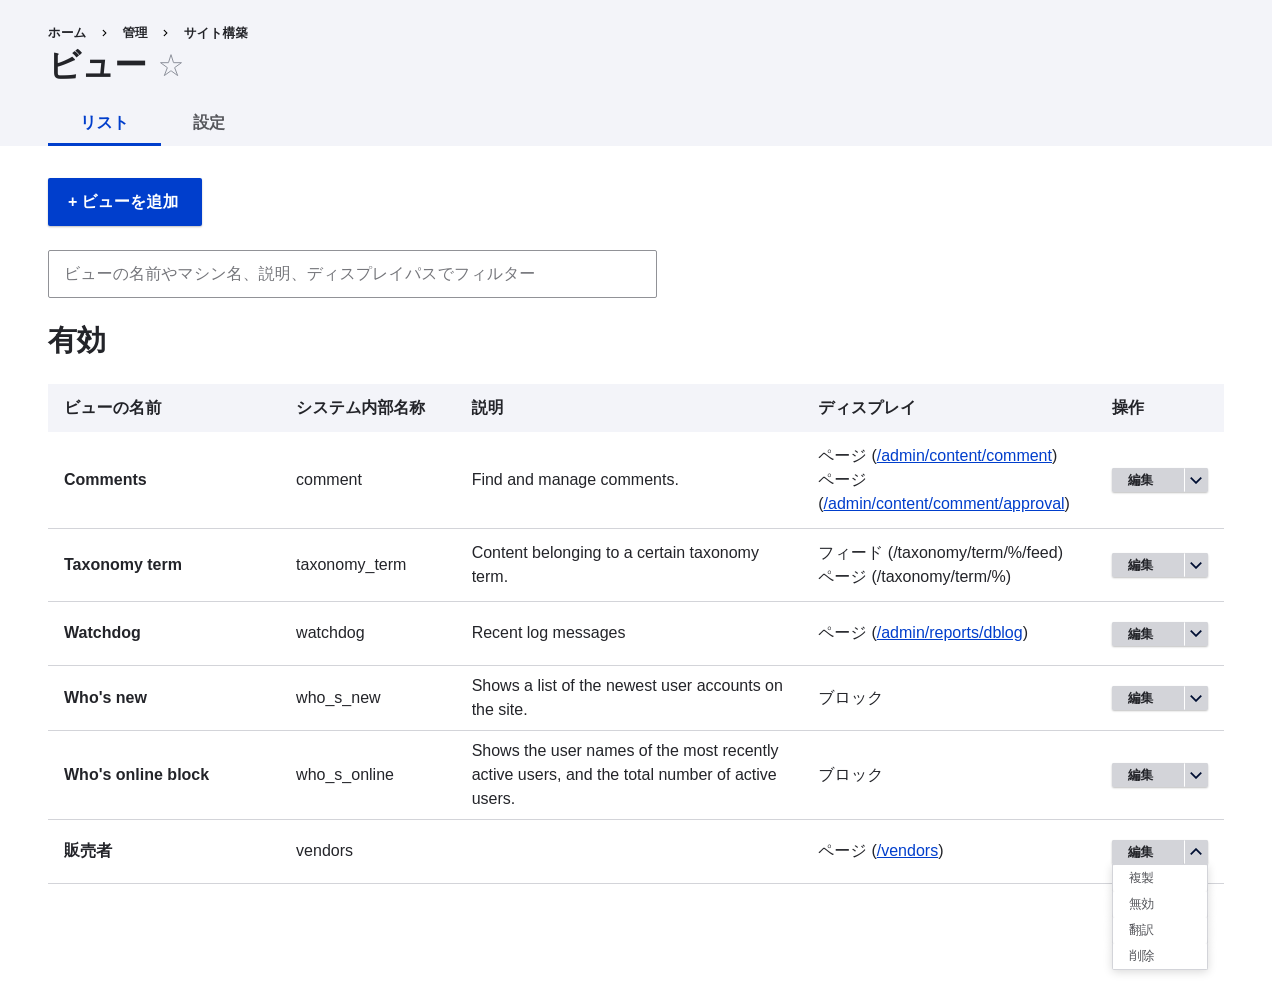 ホーム › 管理 › サイト構築
ビュー ☆
リスト 設定
+ ビューを追加
ビューの名前やマシン名、説明、ディスプレイパスでフィルター
有効
ビューの名前 システム内部名称 説明 ディスプレイ 操作
Comments comment Find and manage comments. ページ (/admin/content/comment)
ページ
(/admin/content/comment/approval) 編集
Taxonomy term taxonomy_term Content belonging to a certain taxonomy
term. フィード (/taxonomy/term/%/feed)
ページ (/taxonomy/term/%) 編集
Watchdog watchdog Recent log messages ページ (/admin/reports/dblog) 編集
Who's new who_s_new Shows a list of the newest user accounts on
the site. ブロック 編集
Who's online block who_s_online Shows the user names of the most recently
active users, and the total number of active
users. ブロック 編集
販売者 vendors ページ (/vendors) 編集
複製
無効
翻訳
削除